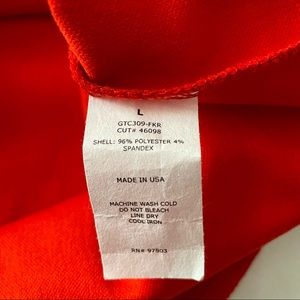 L
GTC309-FKR
CUT# 46098
SHELL: 96% POLYESTER 4%
SPANDEX
MADE IN USA
MACHINE WASH COLD
DO NOT BLEACH
LINE DRY
COOL IRON
RN# 97803